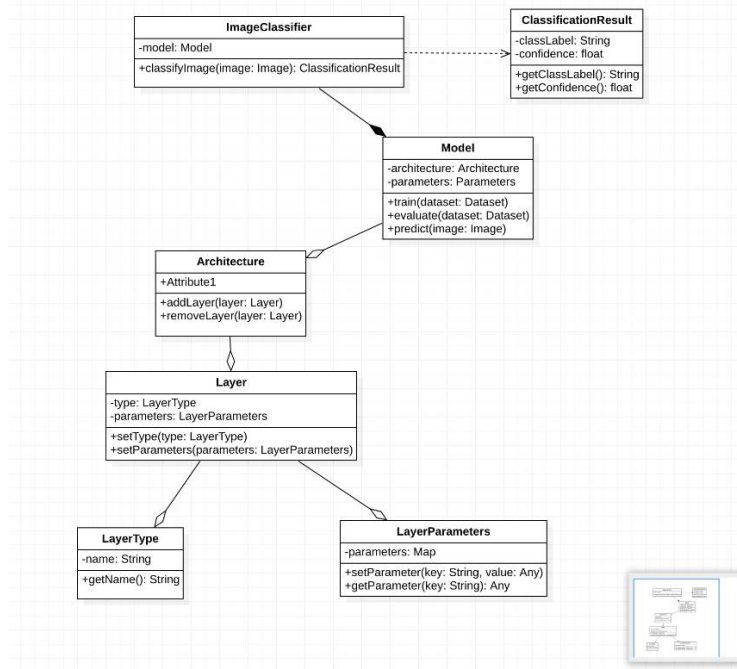 ImageClassifier
-model: Model
+classifyImage(image: Image): ClassificationResult
ClassificationResult
-classLabel: String
-confidence: float
+getClassLabel(): String
+getConfidence(): float
Model
-architecture: Architecture
-parameters: Parameters
+train(dataset: Dataset)
+evaluate(dataset: Dataset)
+predict(image: Image)
Architecture
+Attribute1
+addLayer(layer: Layer)
+removeLayer(layer: Layer)
Layer
-type: LayerType
-parameters: LayerParameters
+setType(type: LayerType)
+setParameters(parameters: LayerParameters)
LayerType
-name: String
+getName(): String
LayerParameters
-parameters: Map
+setParameter(key: String, value: Any)
+getParameter(key: String): Any